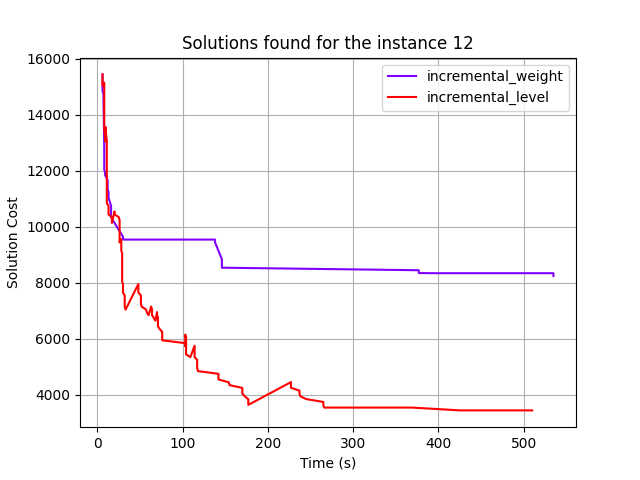 Solutions found for the instance 12
16000
14000
12000
10000
8000
6000
4000
Solution Cost
incremental_weight
incremental_level
0 100 200 300 400 500
Time (s)